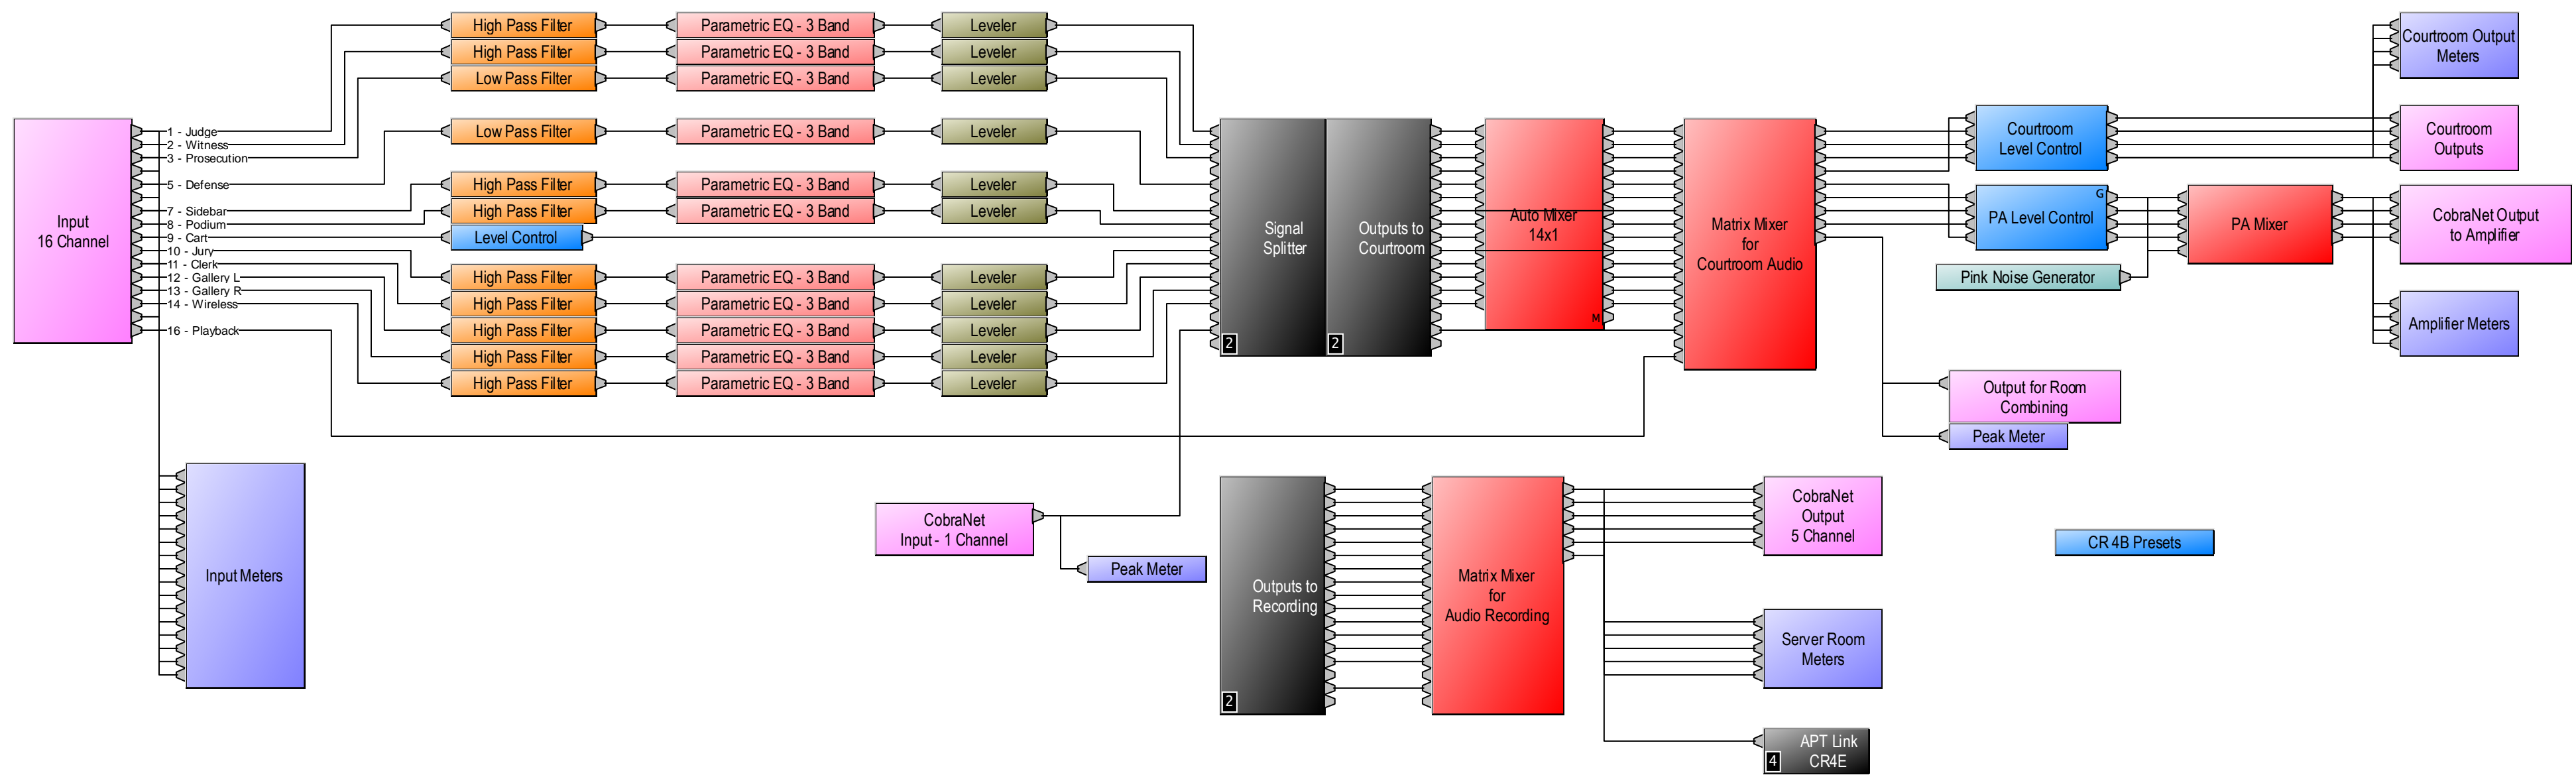 High Pass Filter
Parametric EQ - 3 Band
Leveler
High Pass Filter
Parametric EQ - 3 Band
Leveler
Low Pass Filter
Parametric EQ - 3 Band
Leveler
Low Pass Filter
Parametric EQ - 3 Band
Leveler
High Pass Filter
Parametric EQ - 3 Band
Leveler
High Pass Filter
Parametric EQ - 3 Band
Leveler
Level Control
High Pass Filter
Parametric EQ - 3 Band
Leveler
High Pass Filter
Parametric EQ - 3 Band
Leveler
High Pass Filter
Parametric EQ - 3 Band
Leveler
High Pass Filter
Parametric EQ - 3 Band
Leveler
High Pass Filter
Parametric EQ - 3 Band
Leveler
Input
16 Channel
1 - Judge
2 - Witness
3 - Prosecution
5 - Defense
7 - Sidebar
8 - Podium
9 - Cart
10 - Jury
11 - Clerk
12 - Gallery L
13 - Gallery R
14 - Wireless
16 - Playback
Input Meters
Signal
Splitter
2
Outputs to
Courtroom
2
Auto Mixer
14x1
M
Matrix Mixer
for
Courtroom Audio
Courtroom
Level Control
Courtroom Output
Meters
Courtroom
Outputs
G
PA Level Control
PA Mixer
CobraNet Output
to Amplifier
Pink Noise Generator
Amplifier Meters
Output for Room
Combining
Peak Meter
CobraNet
Input - 1 Channel
Peak Meter
Outputs to
Recording
2
Matrix Mixer
for
Audio Recording
CobraNet
Output
5 Channel
Server Room
Meters
APT Link
CR4E
4
CR 4B Presets